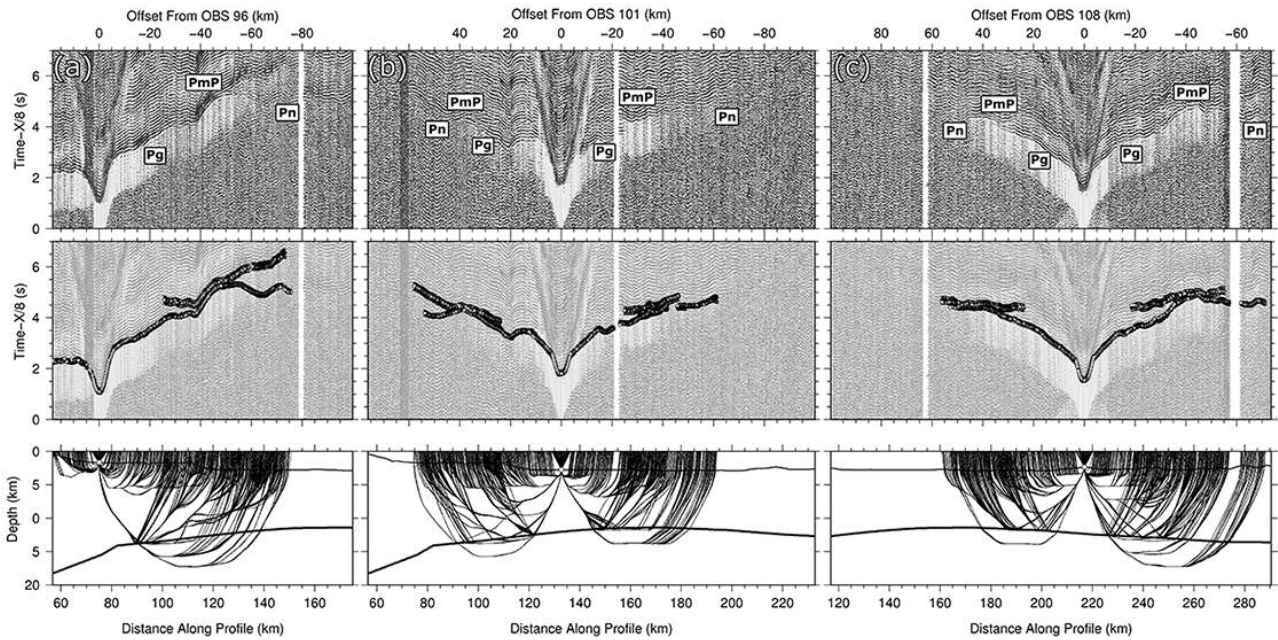 Offset From OBS 96 (km)
0 −20 −40 −60 −80
Offset From OBS 101 (km)
40 20 0 −20 −40 −60 −80
Offset From OBS 108 (km)
80 60 40 20 0 −20 −40 −60
Time−X/8 (s)
6
4
2
0
(a)
PmP
Pn
Pg
(b)
PmP
Pn
Pg
PmP
Pn
Pg
(c)
PmP
Pn
Pg
PmP
Pg
Pn
Time−X/8 (s)
6
4
2
0
Depth (km)
0
5
0
5
20
60 80 100 120 140 160
Distance Along Profile (km)
60 80 100 120 140 160 180 200 220
Distance Along Profile (km)
120 140 160 180 200 220 240 260 280
Distance Along Profile (km)